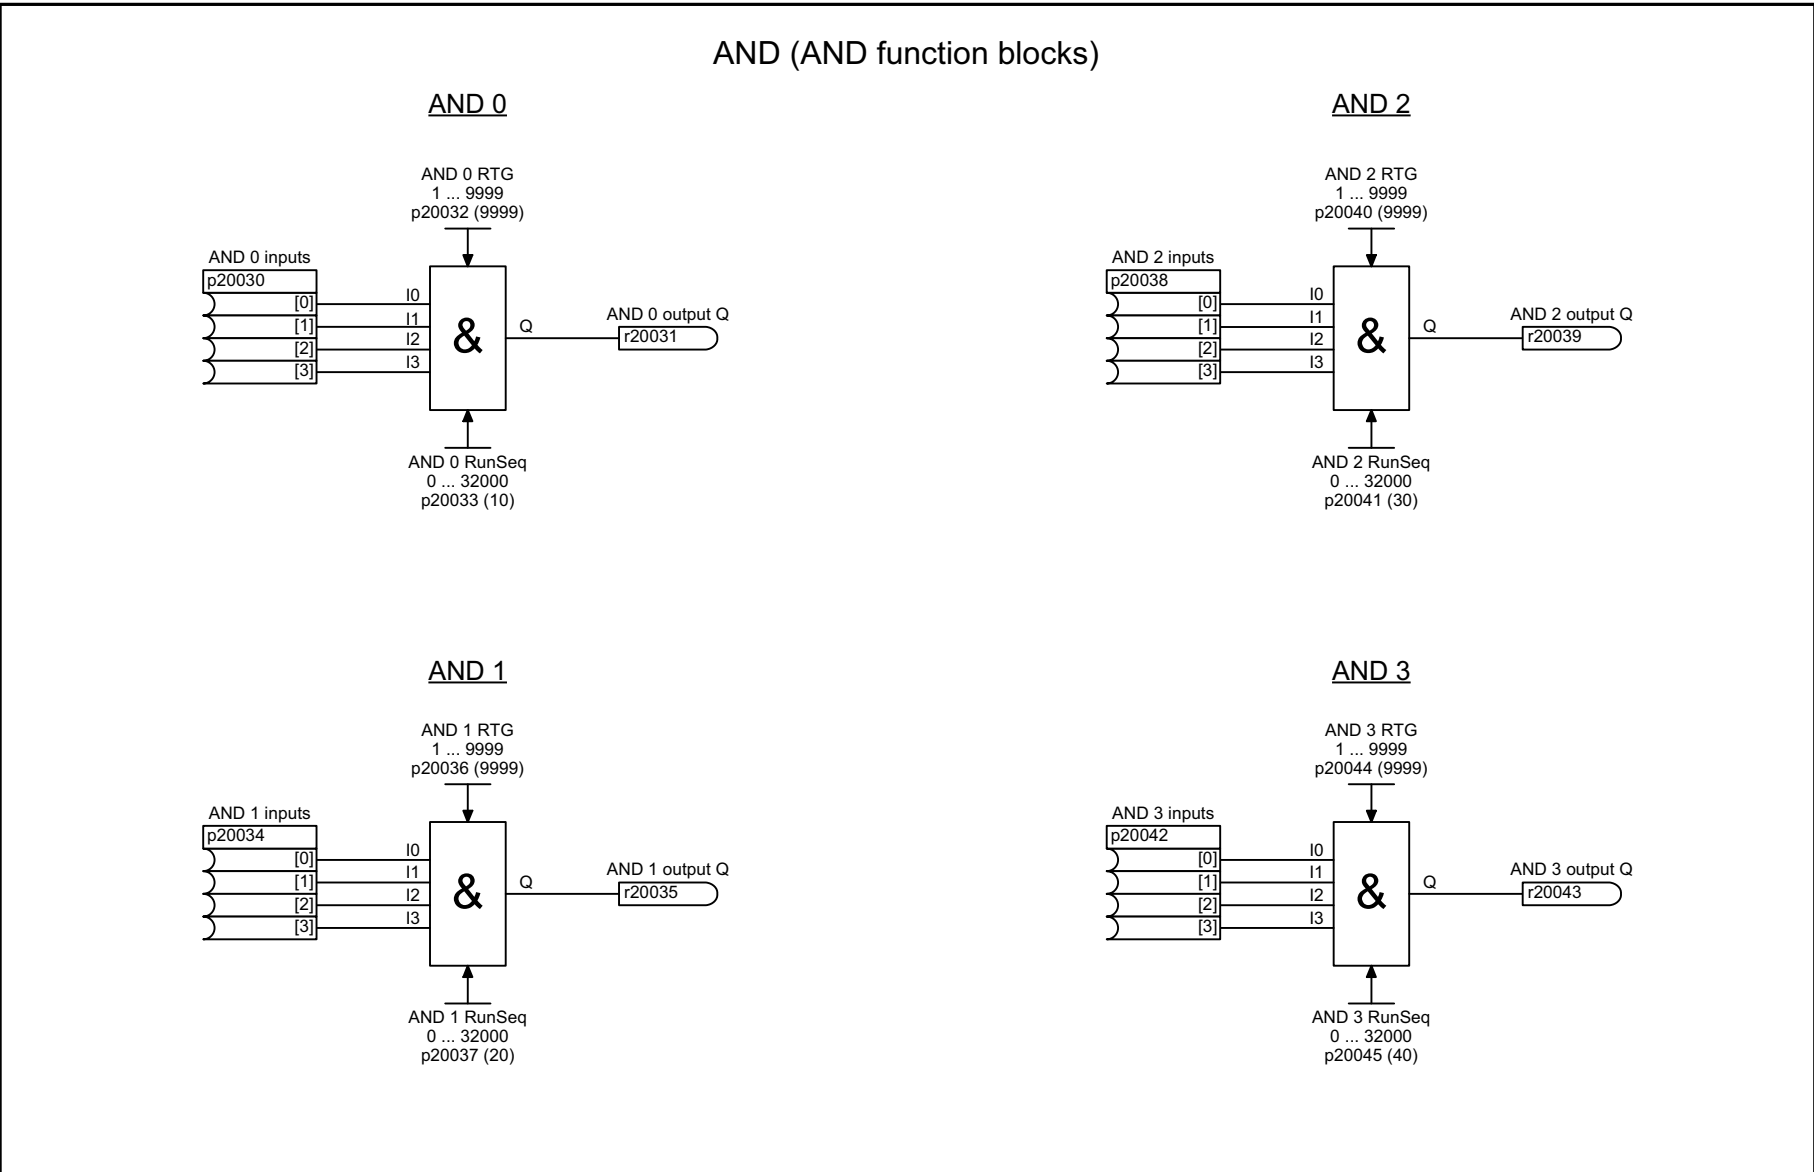 AND (AND function blocks)
AND 0
AND 0 RTG
1 ... 9999
p20032 (9999)
AND 0 inputs
p20030
[0]
[1]
[2]
[3]
I0
I1
I2
I3
&
Q
AND 0 output Q
r20031
AND 0 RunSeq
0 ... 32000
p20033 (10)
AND 2
AND 2 RTG
1 ... 9999
p20040 (9999)
AND 2 inputs
p20038
[0]
[1]
[2]
[3]
I0
I1
I2
I3
&
Q
AND 2 output Q
r20039
AND 2 RunSeq
0 ... 32000
p20041 (30)
AND 1
AND 1 RTG
1 ... 9999
p20036 (9999)
AND 1 inputs
p20034
[0]
[1]
[2]
[3]
I0
I1
I2
I3
&
Q
AND 1 output Q
r20035
AND 1 RunSeq
0 ... 32000
p20037 (20)
AND 3
AND 3 RTG
1 ... 9999
p20044 (9999)
AND 3 inputs
p20042
[0]
[1]
[2]
[3]
I0
I1
I2
I3
&
Q
AND 3 output Q
r20043
AND 3 RunSeq
0 ... 32000
p20045 (40)